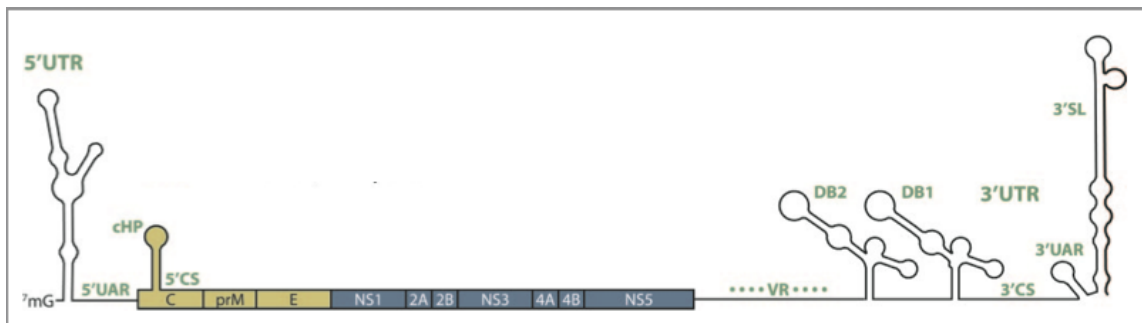 5'UTR
3'SL
DB2 DB1 3'UTR
cHP
3'UAR
5'UAR 5'CS
VR 3'CS
⁷mG C prM E NS1 2A 2B NS3 4A 4B NS5